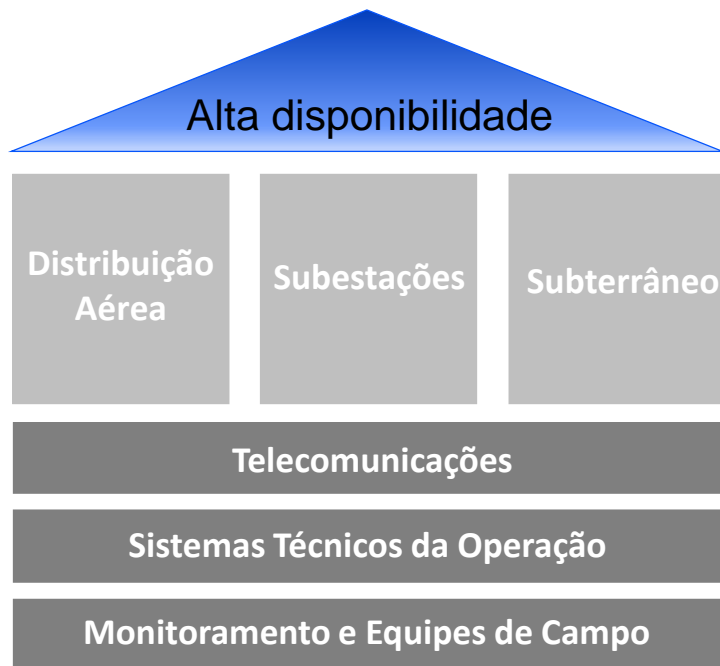 Alta disponibilidade
Distribuição
Aérea
Subestações
Subterrâneo
Telecomunicações
Sistemas Técnicos da Operação
Monitoramento e Equipes de Campo